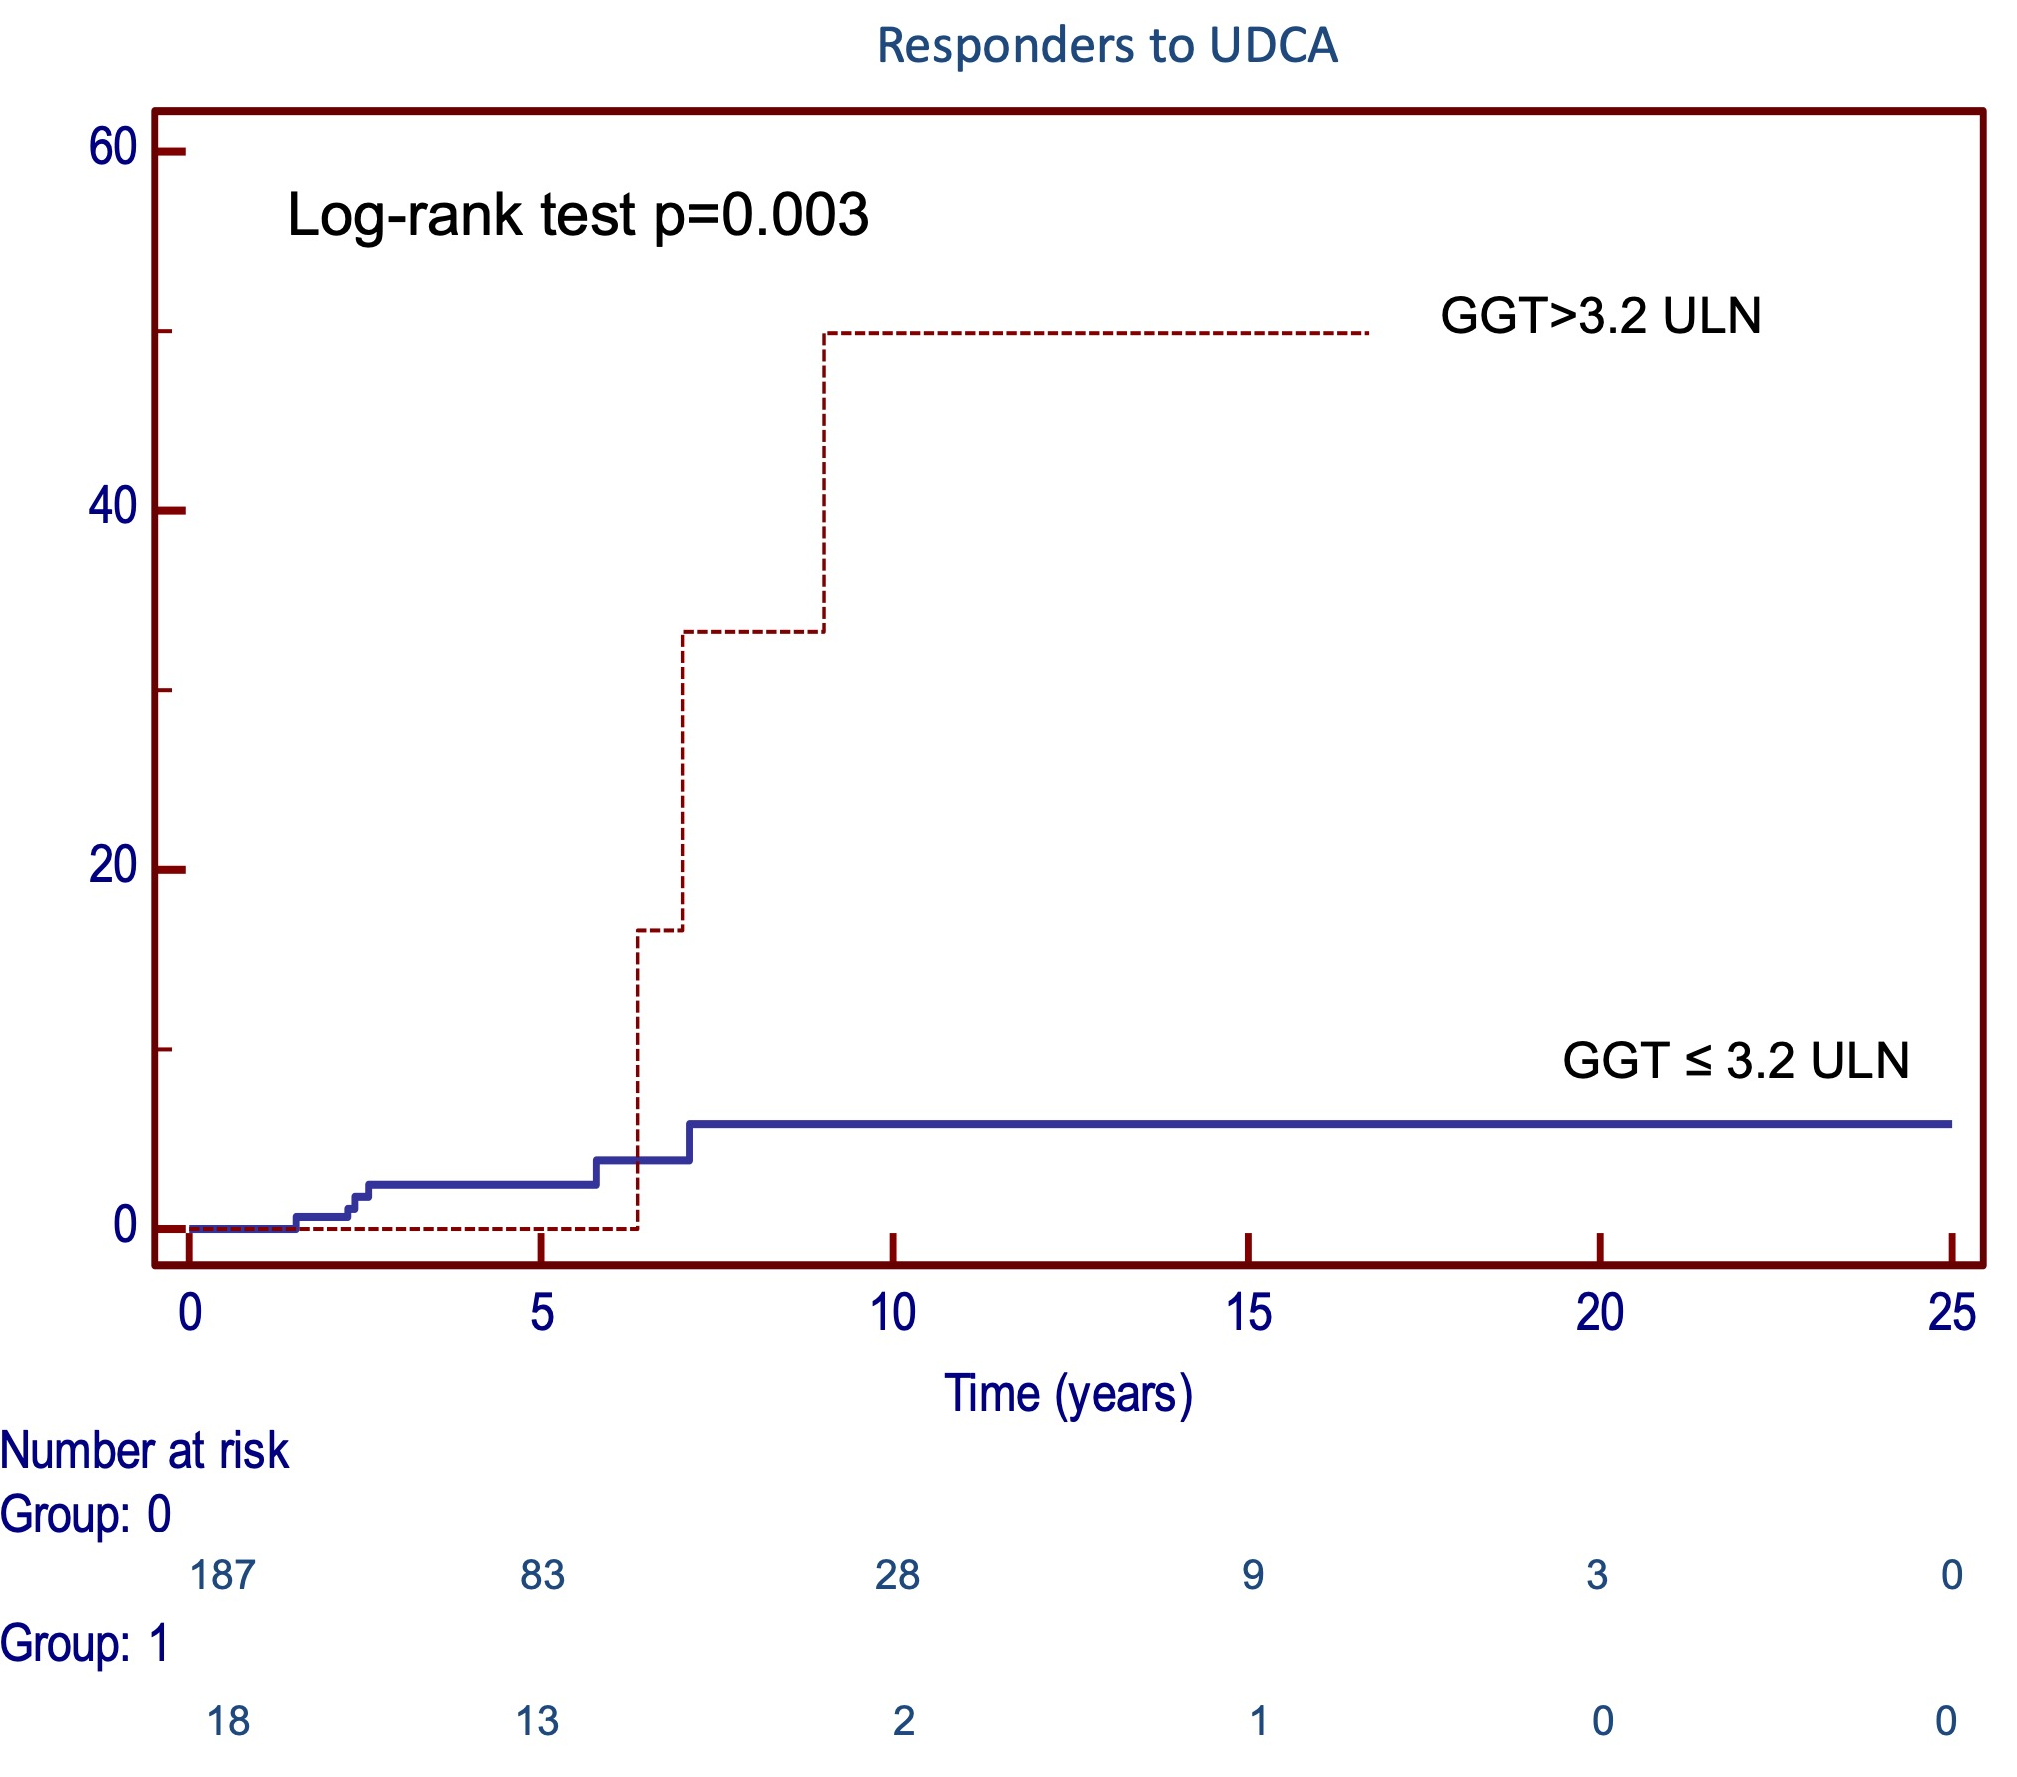 Responders to UDCA
60
Log-rank test p=0.003
GGT>3.2 ULN
40
20
GGT ≤ 3.2 ULN
0
0 5 10 15 20 25
Time (years)
Number at risk
Group: 0
187 83 28 9 3 0
Group: 1
18 13 2 1 0 0